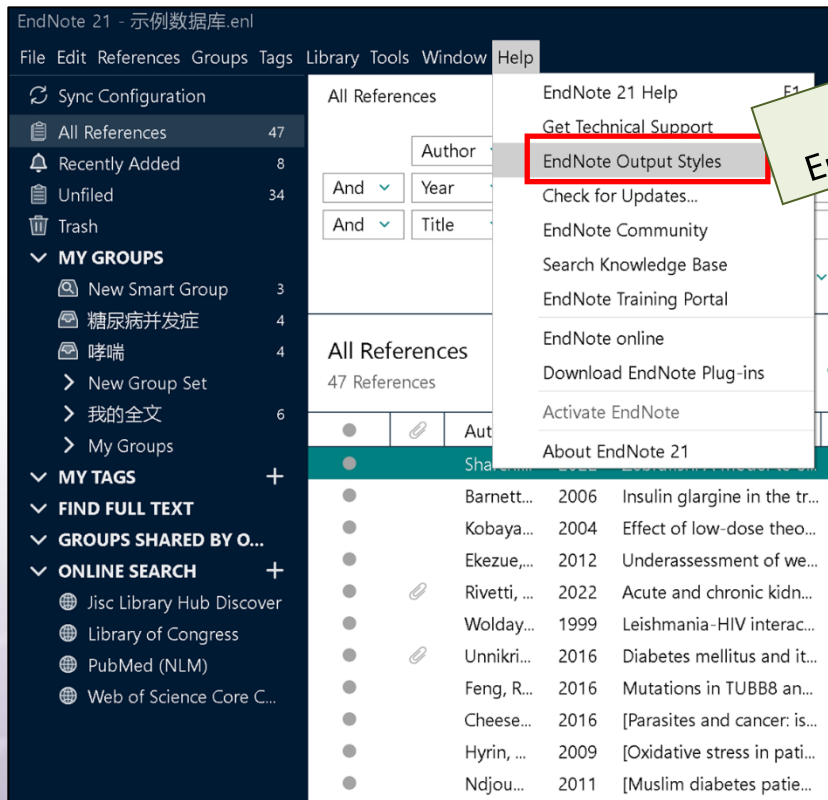 EndNote 21 - 示例数据库.enl
File Edit References Groups Tags Library Tools Window Help
Sync Configuration
All References 47
Recently Added 8
Unfiled 34
Trash
MY GROUPS
New Smart Group 3
糖尿病并发症 4
哮喘 4
New Group Set
我的全文 6
My Groups
MY TAGS +
FIND FULL TEXT
GROUPS SHARED BY O...
ONLINE SEARCH +
Jisc Library Hub Discover
Library of Congress
PubMed (NLM)
Web of Science Core C...
All References
Author
And Year
And Title
EndNote 21 Help F1
Get Technical Support
EndNote Output Styles
Check for Updates...
EndNote Community
Search Knowledge Base
EndNote Training Portal
EndNote online
Download EndNote Plug-ins
Activate EndNote
About EndNote 21
All References
47 References
Aut
Barnett... 2006 Insulin glargine in the tr...
Kobaya... 2004 Effect of low-dose theo...
Ekezue,... 2012 Underassessment of we...
Rivetti, ... 2022 Acute and chronic kidn...
Wolday... 1999 Leishmania-HIV interac...
Unnikri... 2016 Diabetes mellitus and it...
Feng, R... 2016 Mutations in TUBB8 an...
Cheese... 2016 [Parasites and cancer: is...
Hyrin, ... 2009 [Oxidative stress in pati...
Ndjou... 2011 [Muslim diabetes patie...